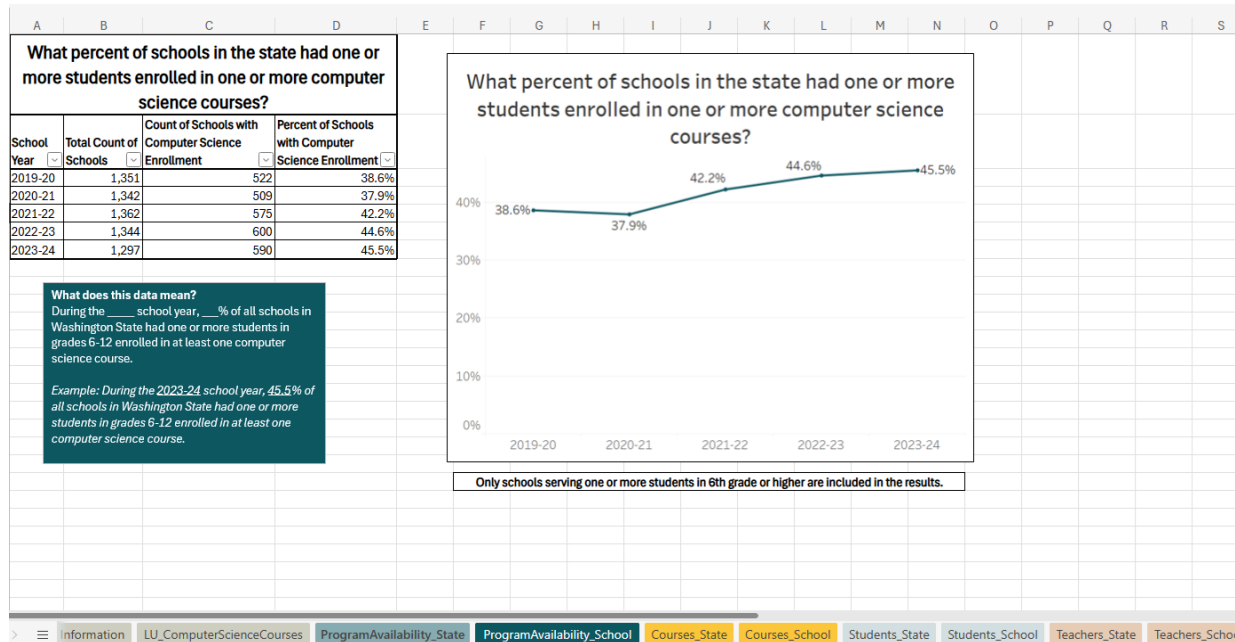 A B C D E F G H I J K L M N O P Q R S
What percent of schools in the state had one or
more students enrolled in one or more computer
science courses?
School Year Total Count of Schools Count of Schools with Computer Science Enrollment Percent of Schools with Computer Science Enrollment
2019-20 1,351 522 38.6%
2020-21 1,342 509 37.9%
2021-22 1,362 575 42.2%
2022-23 1,344 600 44.6%
2023-24 1,297 590 45.5%
What does this data mean?
During the _____ school year, ___% of all schools in
Washington State had one or more students in
grades 6-12 enrolled in at least one computer
science course.
Example: During the 2023-24 school year, 45.5% of
all schools in Washington State had one or more
students in grades 6-12 enrolled in at least one
computer science course.
What percent of schools in the state had one or more
students enrolled in one or more computer science
courses?
40%
30%
20%
10%
0%
38.6%
37.9%
42.2%
44.6%
45.5%
2019-20 2020-21 2021-22 2022-23 2023-24
Only schools serving one or more students in 6th grade or higher are included in the results.
Information LU_ComputerScienceCourses ProgramAvailability_State ProgramAvailability_School Courses_State Courses_School Students_State Students_School Teachers_State Teachers_Schoo